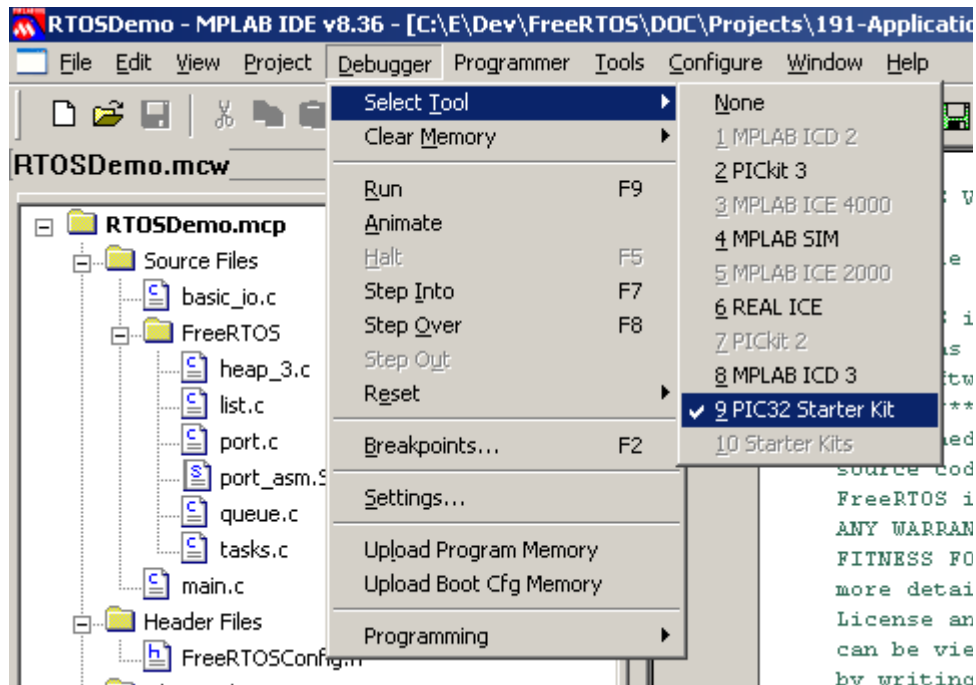 RTOSDemo - MPLAB IDE v8.36 - [C:\E\Dev\FreeRTOS\DOC\Projects\191-Applicatio
File Edit View Project Debugger Programmer Tools Configure Window Help
RTOSDemo.mcw
RTOSDemo.mcp
Source Files
basic_io.c
FreeRTOS
heap_3.c
list.c
port.c
port_asm.S
queue.c
tasks.c
main.c
Header Files
FreeRTOSConfig.h
Select Tool
Clear Memory
Run F9
Animate
Halt F5
Step Into F7
Step Over F8
Step Out
Reset
Breakpoints... F2
Settings...
Upload Program Memory
Upload Boot Cfg Memory
Programming
None
1 MPLAB ICD 2
2 PICkit 3
3 MPLAB ICE 4000
4 MPLAB SIM
5 MPLAB ICE 2000
6 REAL ICE
7 PICkit 2
8 MPLAB ICD 3
9 PIC32 Starter Kit
10 Starter Kits
source cod
FreeRTOS i
ANY WARRAN
FITNESS FO
more detai
License an
can be vie
by writing